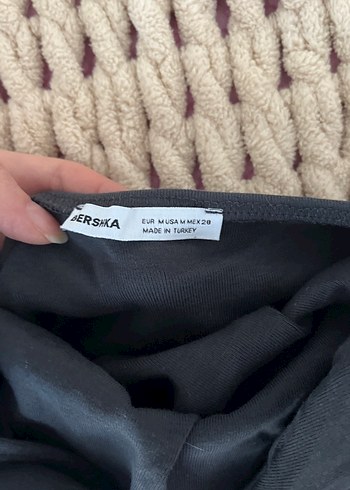 BERSHKA
EUR M USA M MEX 28
MADE IN TURKEY